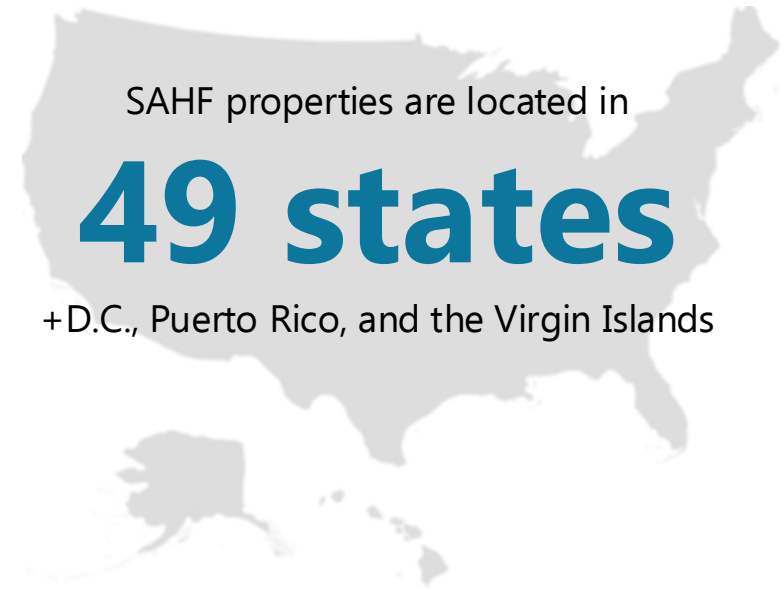 SAHF properties are located in
49 states
+D.C., Puerto Rico, and the Virgin Islands